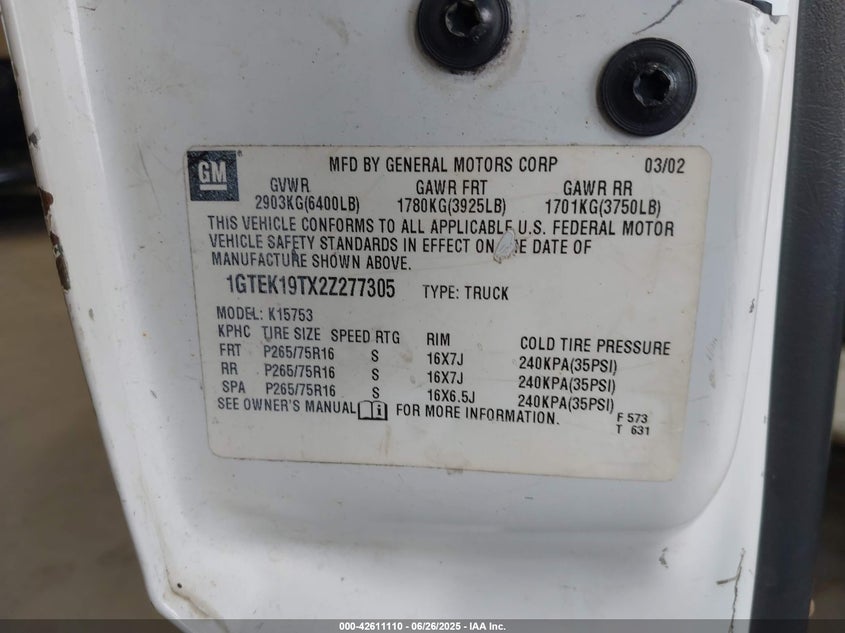 GM
MFD BY GENERAL MOTORS CORP 03/02
GVWR GAWR FRT GAWR RR
2903KG(6400LB) 1780KG(3925LB) 1701KG(3750LB)
THIS VEHICLE CONFORMS TO ALL APPLICABLE U.S. FEDERAL MOTOR
VEHICLE SAFETY STANDARDS IN EFFECT ON THE DATE OF
MANUFACTURE SHOWN ABOVE.
1GTEK19TX2Z277305 TYPE: TRUCK
MODEL: K15753
KPHC TIRE SIZE SPEED RTG RIM COLD TIRE PRESSURE
FRT P265/75R16 S 16X7J 240KPA(35PSI)
RR P265/75R16 S 16X7J 240KPA(35PSI)
SPA P265/75R16 S 16X6.5J 240KPA(35PSI)
SEE OWNER'S MANUAL FOR MORE INFORMATION.
F 573
T 631
000-42611110 - 06/26/2025 - IAA Inc.